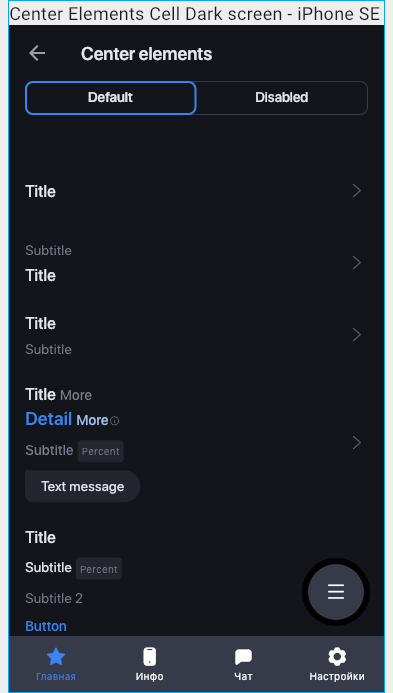 Center Elements Cell Dark screen - iPhone SE
Center elements
Default Disabled
Title
Subtitle
Title
Title
Subtitle
Title More
Detail More
Subtitle Percent
Text message
Title
Subtitle Percent
Subtitle 2
Button
Главная Инфо Чат Настройки